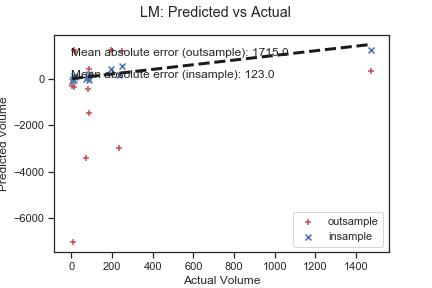 LM: Predicted vs Actual
Mean absolute error (outsample): 1715.0
Mean absolute error (insample): 123.0
0
−2000
−4000
−6000
Predicted Volume
0 200 400 600 800 1000 1200 1400
Actual Volume
outsample
insample